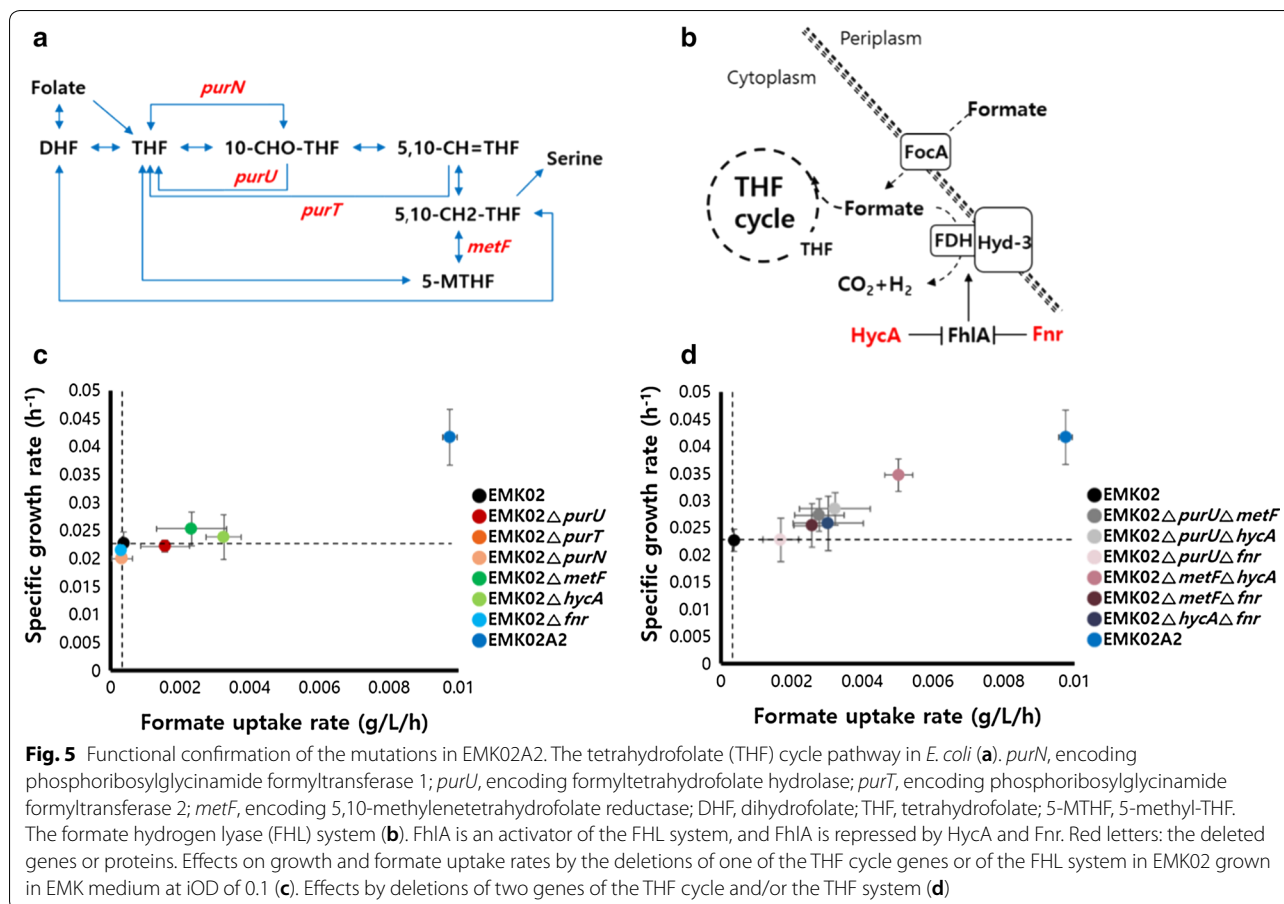 a
Folate
purN
DHF THF 10-CHO-THF 5,10-CH=THF
Serine
purU
purT
5,10-CH2-THF
metF
5-MTHF
b
Periplasm
Cytoplasm
Formate
FocA
THF
cycle
Formate
THF
FDH Hyd-3
CO2+H2
HycA FhlA Fnr
c
Specific growth rate (h-1)
0.05
0.045
0.04
0.035
0.03
0.025
0.02
0.015
0.01
0.005
0
0 0.002 0.004 0.006 0.008 0.01
Formate uptake rate (g/L/h)
EMK02
EMK02△purU
EMK02△purT
EMK02△purN
EMK02△metF
EMK02△hycA
EMK02△fnr
EMK02A2
d
Specific growth rate (h-1)
0.05
0.045
0.04
0.035
0.03
0.025
0.02
0.015
0.01
0.005
0
0 0.002 0.004 0.006 0.008 0.01
Formate uptake rate (g/L/h)
EMK02
EMK02△purU△metF
EMK02△purU△hycA
EMK02△purU△fnr
EMK02△metF△hycA
EMK02△metF△fnr
EMK02△hycA△fnr
EMK02A2
Fig. 5 Functional confirmation of the mutations in EMK02A2. The tetrahydrofolate (THF) cycle pathway in E. coli (a). purN, encoding
phosphoribosylglycinamide formyltransferase 1; purU, encoding formyltetrahydrofolate hydrolase; purT, encoding phosphoribosylglycinamide
formyltransferase 2; metF, encoding 5,10-methylenetetrahydrofolate reductase; DHF, dihydrofolate; THF, tetrahydrofolate; 5-MTHF, 5-methyl-THF.
The formate hydrogen lyase (FHL) system (b). FhlA is an activator of the FHL system, and FhlA is repressed by HycA and Fnr. Red letters: the deleted
genes or proteins. Effects on growth and formate uptake rates by the deletions of one of the THF cycle genes or of the FHL system in EMK02 grown
in EMK medium at iOD of 0.1 (c). Effects by deletions of two genes of the THF cycle and/or the THF system (d)